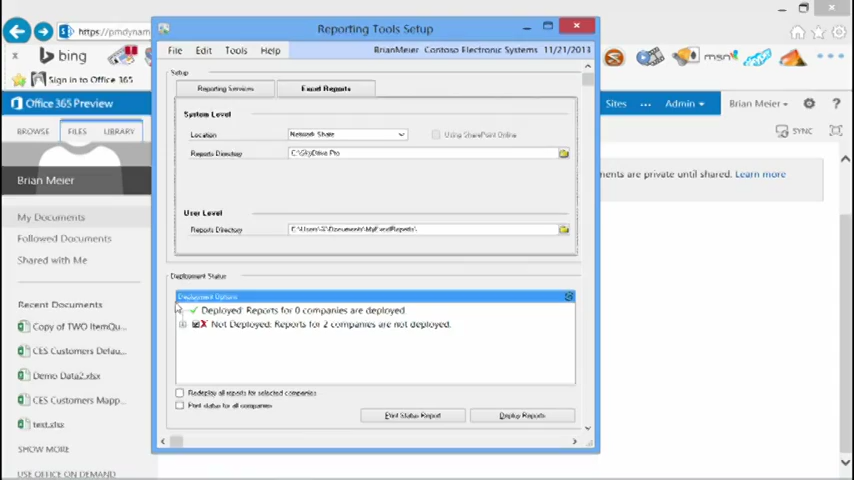 Reporting Tools Setup
https://pmdynam
bing
msn
Sign in to Office 365
File Edit Tools Help
BrianMeier Contoso Electronic Systems 11/21/2013
Office 365 Preview
Sites ... Admin Brian Meier ?
BROWSE FILES LIBRARY
SYNC
Brian Meier
My Documents
Followed Documents
Shared with Me
Recent Documents
Copy of TWO ItemQu...
CES Customers Defau...
Demo Data2.xlsx
CES Customers Mapp...
test.xlsx
SHOW MORE
USE OFFICE ON DEMAND
Setup
Reporting Services Excel Reports
System Level
Location Network Share Using SharePoint Online
Reports Directory C:\SkyDrive Pro
User Level
Reports Directory
Deployment Status
Deployment Options
Deployed: Reports for 0 companies are deployed.
Not Deployed: Reports for 2 companies are not deployed.
Redeploy all reports for selected companies
Print status for all companies
Print Status Report Deploy Reports
uments are private until shared. Learn more